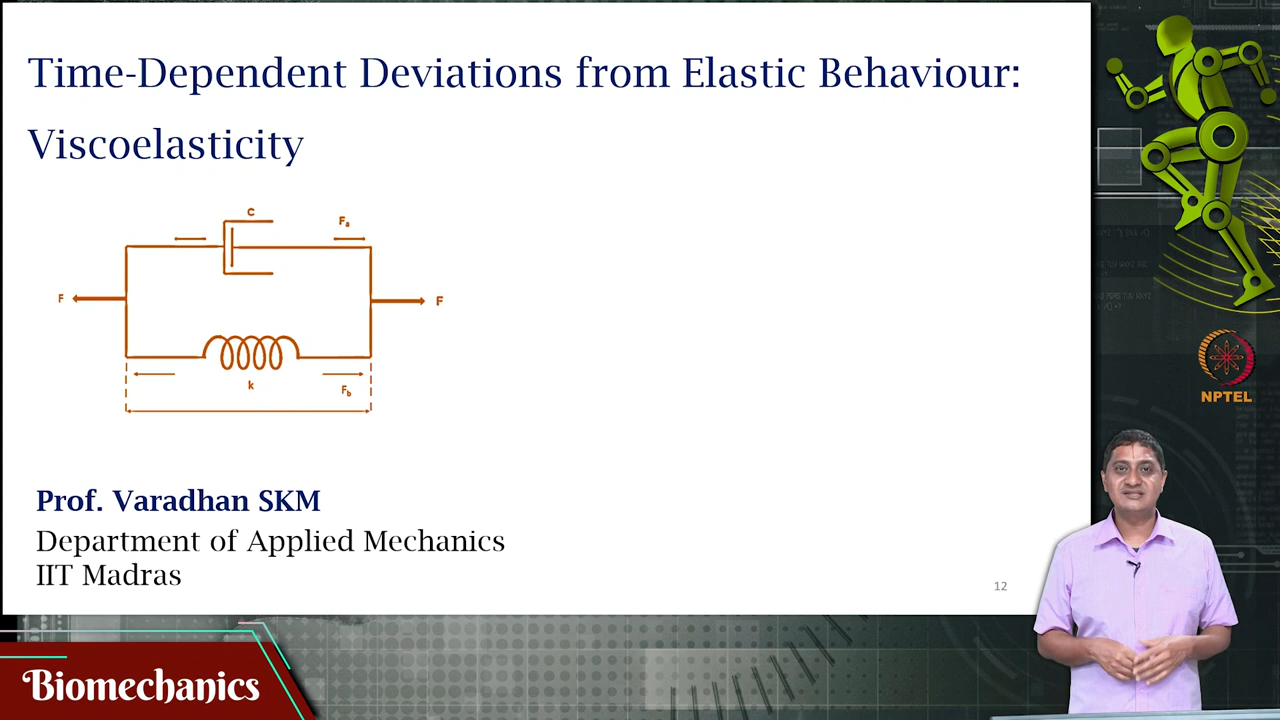 Time-Dependent Deviations from Elastic Behaviour:
Viscoelasticity
C
Fa
F
F
k
Fb
Prof. Varadhan SKM
Department of Applied Mechanics
IIT Madras
12
NPTEL
Biomechanics